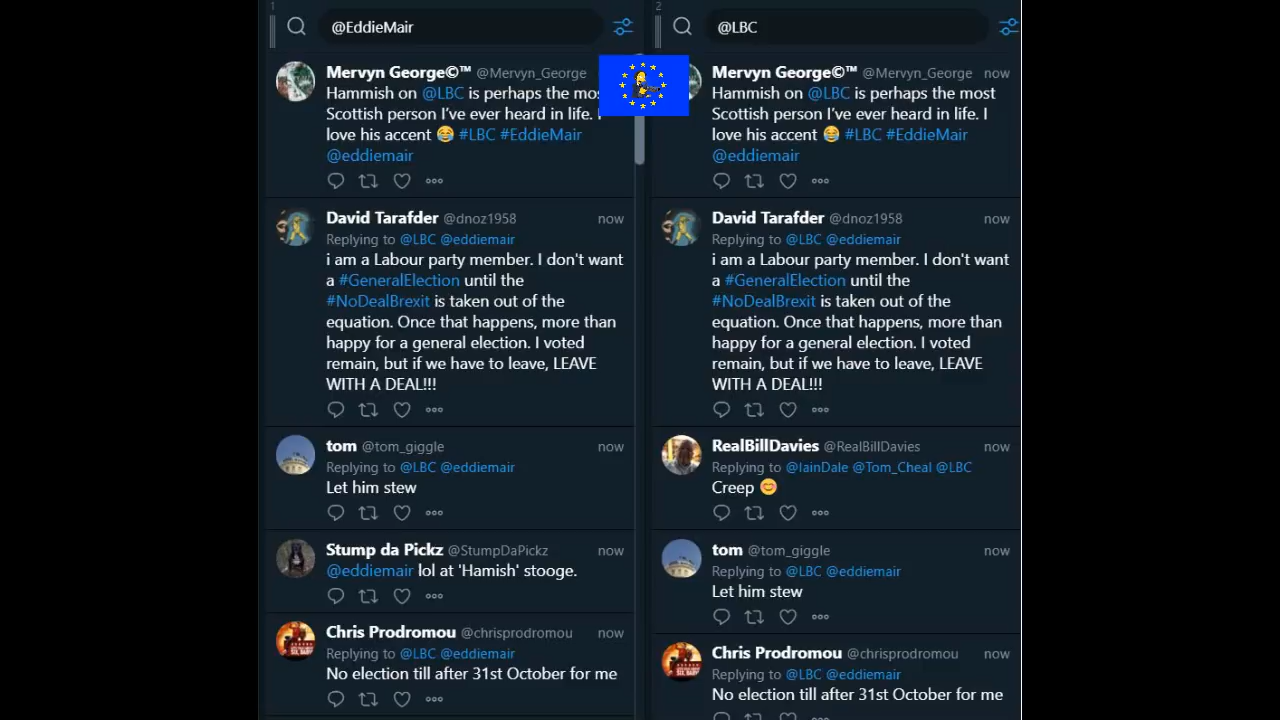 1
@EddieMair
Mervyn George©™ @Mervyn_George
Hammish on @LBC is perhaps the mos
Scottish person I've ever heard in life. I
love his accent 😂 #LBC #EddieMair
@eddiemair
David Tarafder @dnoz1958 now
Replying to @LBC @eddiemair
i am a Labour party member. I don't want
a #GeneralElection until the
#NoDealBrexit is taken out of the
equation. Once that happens, more than
happy for a general election. I voted
remain, but if we have to leave, LEAVE
WITH A DEAL!!!
tom @tom_giggle now
Replying to @LBC @eddiemair
Let him stew
Stump da Pickz @StumpDaPickz now
@eddiemair lol at 'Hamish' stooge.
Chris Prodromou @chrisprodromou now
Replying to @LBC @eddiemair
No election till after 31st October for me
2
@LBC
Mervyn George©™ @Mervyn_George now
Hammish on @LBC is perhaps the most
Scottish person I've ever heard in life. I
love his accent 😂 #LBC #EddieMair
@eddiemair
David Tarafder @dnoz1958 now
Replying to @LBC @eddiemair
i am a Labour party member. I don't want
a #GeneralElection until the
#NoDealBrexit is taken out of the
equation. Once that happens, more than
happy for a general election. I voted
remain, but if we have to leave, LEAVE
WITH A DEAL!!!
RealBillDavies @RealBillDavies now
Replying to @IainDale @Tom_Cheal @LBC
Creep 😊
tom @tom_giggle now
Replying to @LBC @eddiemair
Let him stew
Chris Prodromou @chrisprodromou now
Replying to @LBC @eddiemair
No election till after 31st October for me